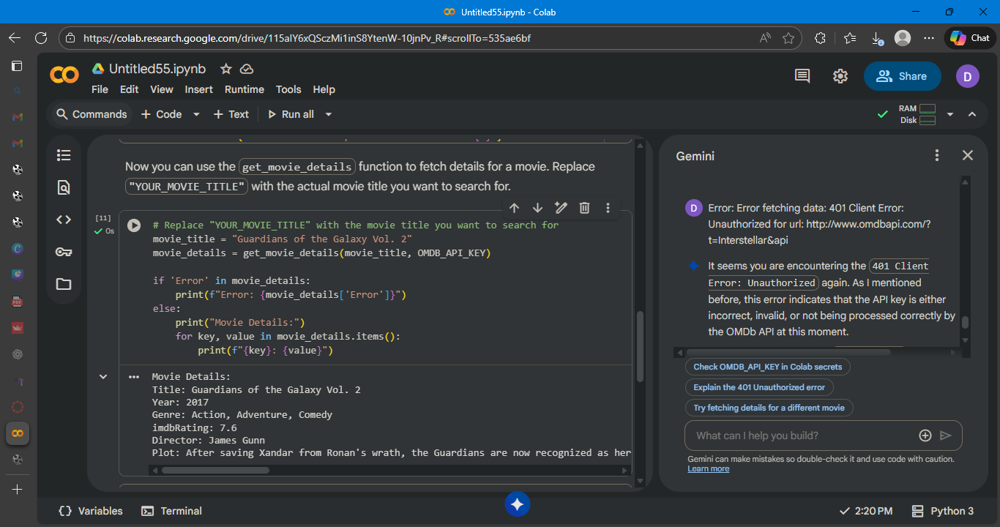 Untitled55.ipynb - Colab
https://colab.research.google.com/drive/115alY6xQSczMi1inS8YtenW-10jnPv_R#scrollTo=535ae6bf
Chat
Untitled55.ipynb
File Edit View Insert Runtime Tools Help
Share
D
Commands + Code + Text Run all
RAM
Disk
Now you can use the get_movie_details function to fetch details for a movie. Replace
"YOUR_MOVIE_TITLE" with the actual movie title you want to search for.
[11]
0s
# Replace "YOUR_MOVIE_TITLE" with the movie title you want to search for
movie_title = "Guardians of the Galaxy Vol. 2"
movie_details = get_movie_details(movie_title, OMDB_API_KEY)
if 'Error' in movie_details:
print(f"Error: {movie_details['Error']}")
else:
print("Movie Details:")
for key, value in movie_details.items():
print(f"{key}: {value}")
Movie Details:
Title: Guardians of the Galaxy Vol. 2
Year: 2017
Genre: Action, Adventure, Comedy
imdbRating: 7.6
Director: James Gunn
Plot: After saving Xandar from Ronan's wrath, the Guardians are now recognized as her
Gemini
D
Error: Error fetching data: 401 Client Error:
Unauthorized for url: http://www.omdbapi.com/?
t=Interstellar&api
It seems you are encountering the 401 Client
Error: Unauthorized again. As I mentioned
before, this error indicates that the API key is either
incorrect, invalid, or not being processed correctly by
the OMDb API at this moment.
Check OMDB_API_KEY in Colab secrets
Explain the 401 Unauthorized error
Try fetching details for a different movie
What can I help you build?
Gemini can make mistakes so double-check it and use code with caution.
Learn more
Variables Terminal
2:20 PM Python 3